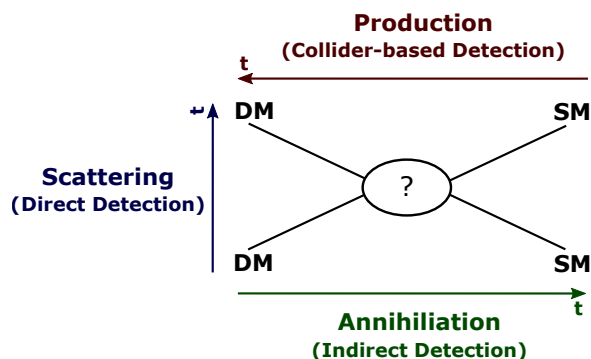 Production
(Collider-based Detection)
t
DM
SM
t
Scattering
(Direct Detection)
?
DM
SM
t
Annihiliation
(Indirect Detection)